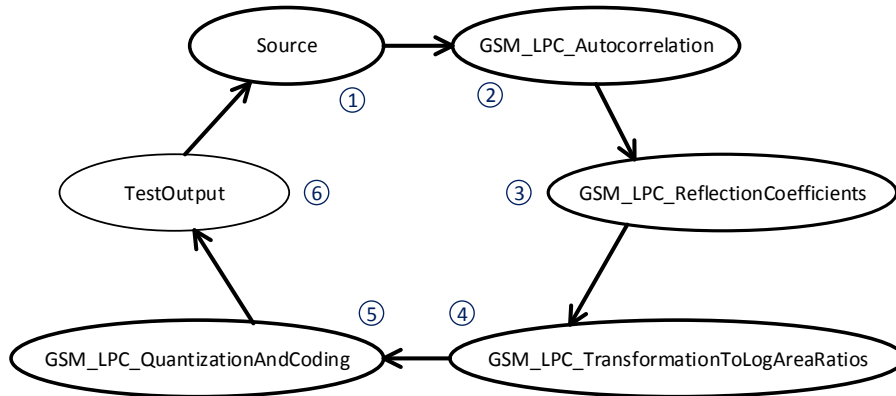 Source
GSM_LPC_Autocorrelation
①
②
TestOutput
⑥
③
GSM_LPC_ReflectionCoefficients
⑤
④
GSM_LPC_QuantizationAndCoding
GSM_LPC_TransformationToLogAreaRatios